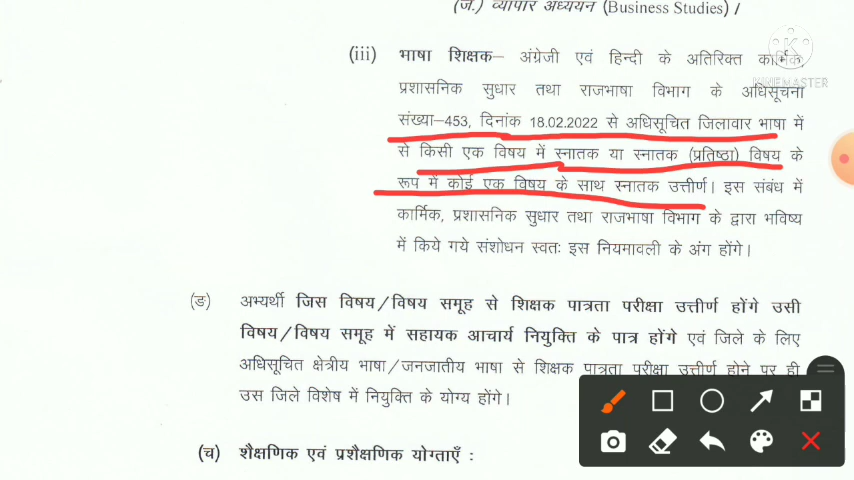 (ज.) व्यापार अध्ययन (Business Studies) /
(iii) भाषा शिक्षक– अंग्रेजी एवं हिन्दी के अतिरिक्त कार्मिक,
प्रशासनिक सुधार तथा राजभाषा विभाग के अधिसूचना
KINEMASTER
संख्या–453, दिनांक 18.02.2022 से अधिसूचित जिलावार भाषा में
से किसी एक विषय में स्नातक या स्नातक (प्रतिष्ठा) विषय के
रूप में कोई एक विषय के साथ स्नातक उत्तीर्ण। इस संबंध में
कार्मिक, प्रशासनिक सुधार तथा राजभाषा विभाग के द्वारा भविष्य
में किये गये संशोधन स्वतः इस नियमावली के अंग होंगे।
(ङ) अभ्यर्थी जिस विषय/विषय समूह से शिक्षक पात्रता परीक्षा उत्तीर्ण होंगे उसी
विषय/विषय समूह में सहायक आचार्य नियुक्ति के पात्र होंगे एवं जिले के लिए
अधिसूचित क्षेत्रीय भाषा/जनजातीय भाषा से शिक्षक पात्रता परीक्षा उत्तीर्ण होने पर ही
उस जिले विशेष में नियुक्ति के योग्य होंगे।
(च) शैक्षणिक एवं प्रशैक्षणिक योग्ताएँ :